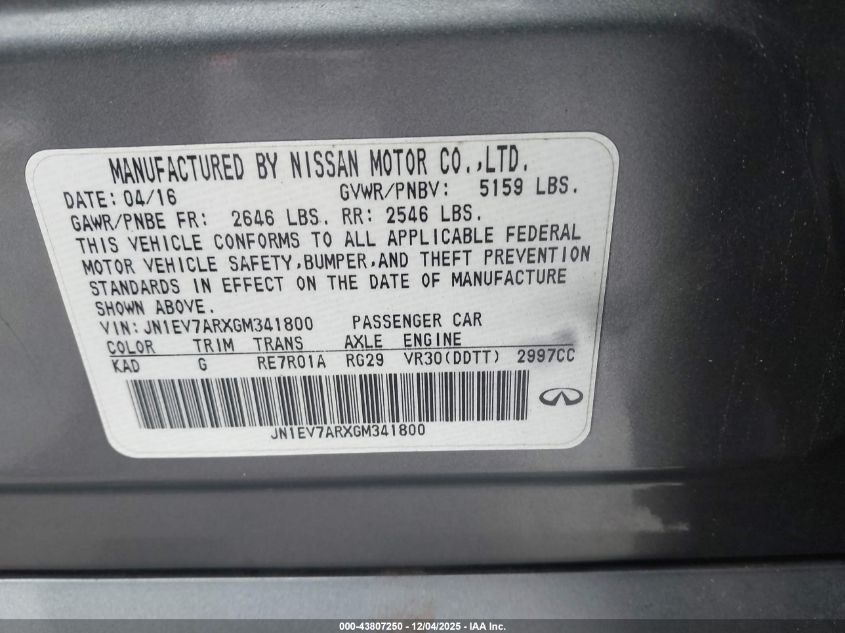 MANUFACTURED BY NISSAN MOTOR CO.,LTD.
DATE: 04/16 GVWR/PNBV: 5159 LBS.
GAWR/PNBE FR: 2646 LBS. RR: 2546 LBS.
THIS VEHICLE CONFORMS TO ALL APPLICABLE FEDERAL
MOTOR VEHICLE SAFETY,BUMPER,AND THEFT PREVENTION
STANDARDS IN EFFECT ON THE DATE OF MANUFACTURE
SHOWN ABOVE.
VIN: JN1EV7ARXGM341800 PASSENGER CAR
COLOR TRIM TRANS AXLE ENGINE
KAD G RE7R01A RG29 VR30(DDTT) 2997CC
JN1EV7ARXGM341800
000-43807250 - 12/04/2025 - IAA Inc.